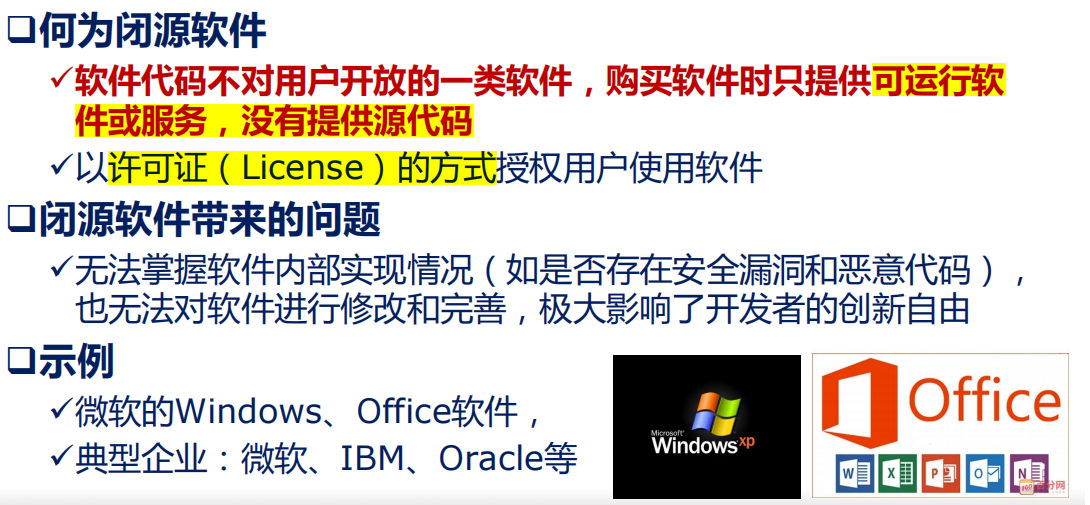 ❑何为闭源软件
✓软件代码不对用户开放的一类软件，购买软件时只提供可运行软
件或服务，没有提供源代码
✓以许可证（License）的方式授权用户使用软件
❑闭源软件带来的问题
✓无法掌握软件内部实现情况（如是否存在安全漏洞和恶意代码），
也无法对软件进行修改和完善，极大影响了开发者的创新自由
❑示例
✓微软的Windows、Office软件，
✓典型企业：微软、IBM、Oracle等
Microsoft
Windows xp
Office
W X P O N